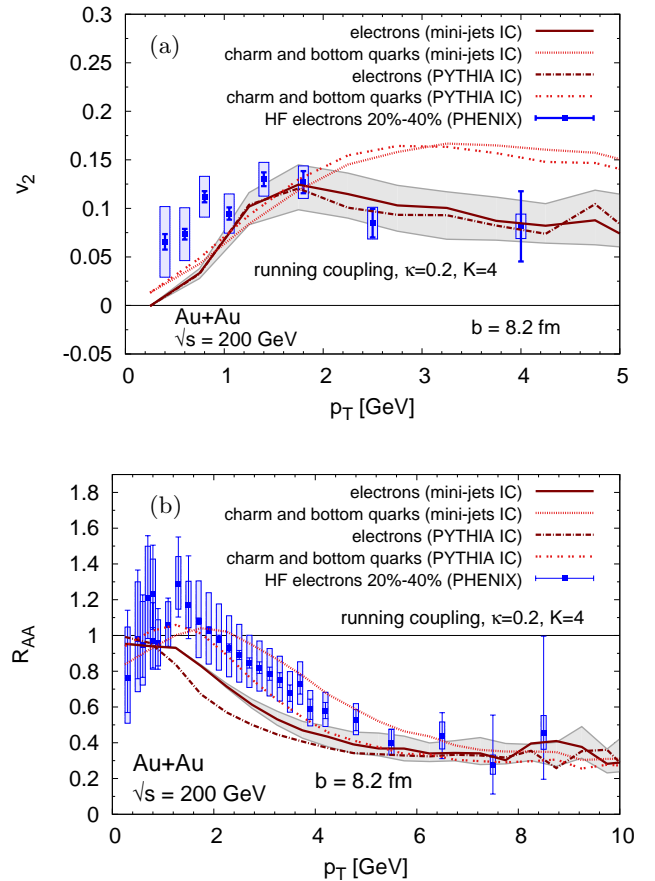 (a)
electrons (mini-jets IC)
charm and bottom quarks (mini-jets IC)
electrons (PYTHIA IC)
charm and bottom quarks (PYTHIA IC)
HF electrons 20%-40% (PHENIX)
0.3
0.25
0.2
0.15
0.1
0.05
0
-0.05
v2
running coupling, κ=0.2, K=4
Au+Au
√s = 200 GeV
b = 8.2 fm
0 1 2 3 4 5
pT [GeV]
(b)
electrons (mini-jets IC)
charm and bottom quarks (mini-jets IC)
electrons (PYTHIA IC)
charm and bottom quarks (PYTHIA IC)
HF electrons 20%-40% (PHENIX)
1.8
1.6
1.4
1.2
1
0.8
0.6
0.4
0.2
0
RAA
running coupling, κ=0.2, K=4
Au+Au
√s = 200 GeV
b = 8.2 fm
0 2 4 6 8 10
pT [GeV]